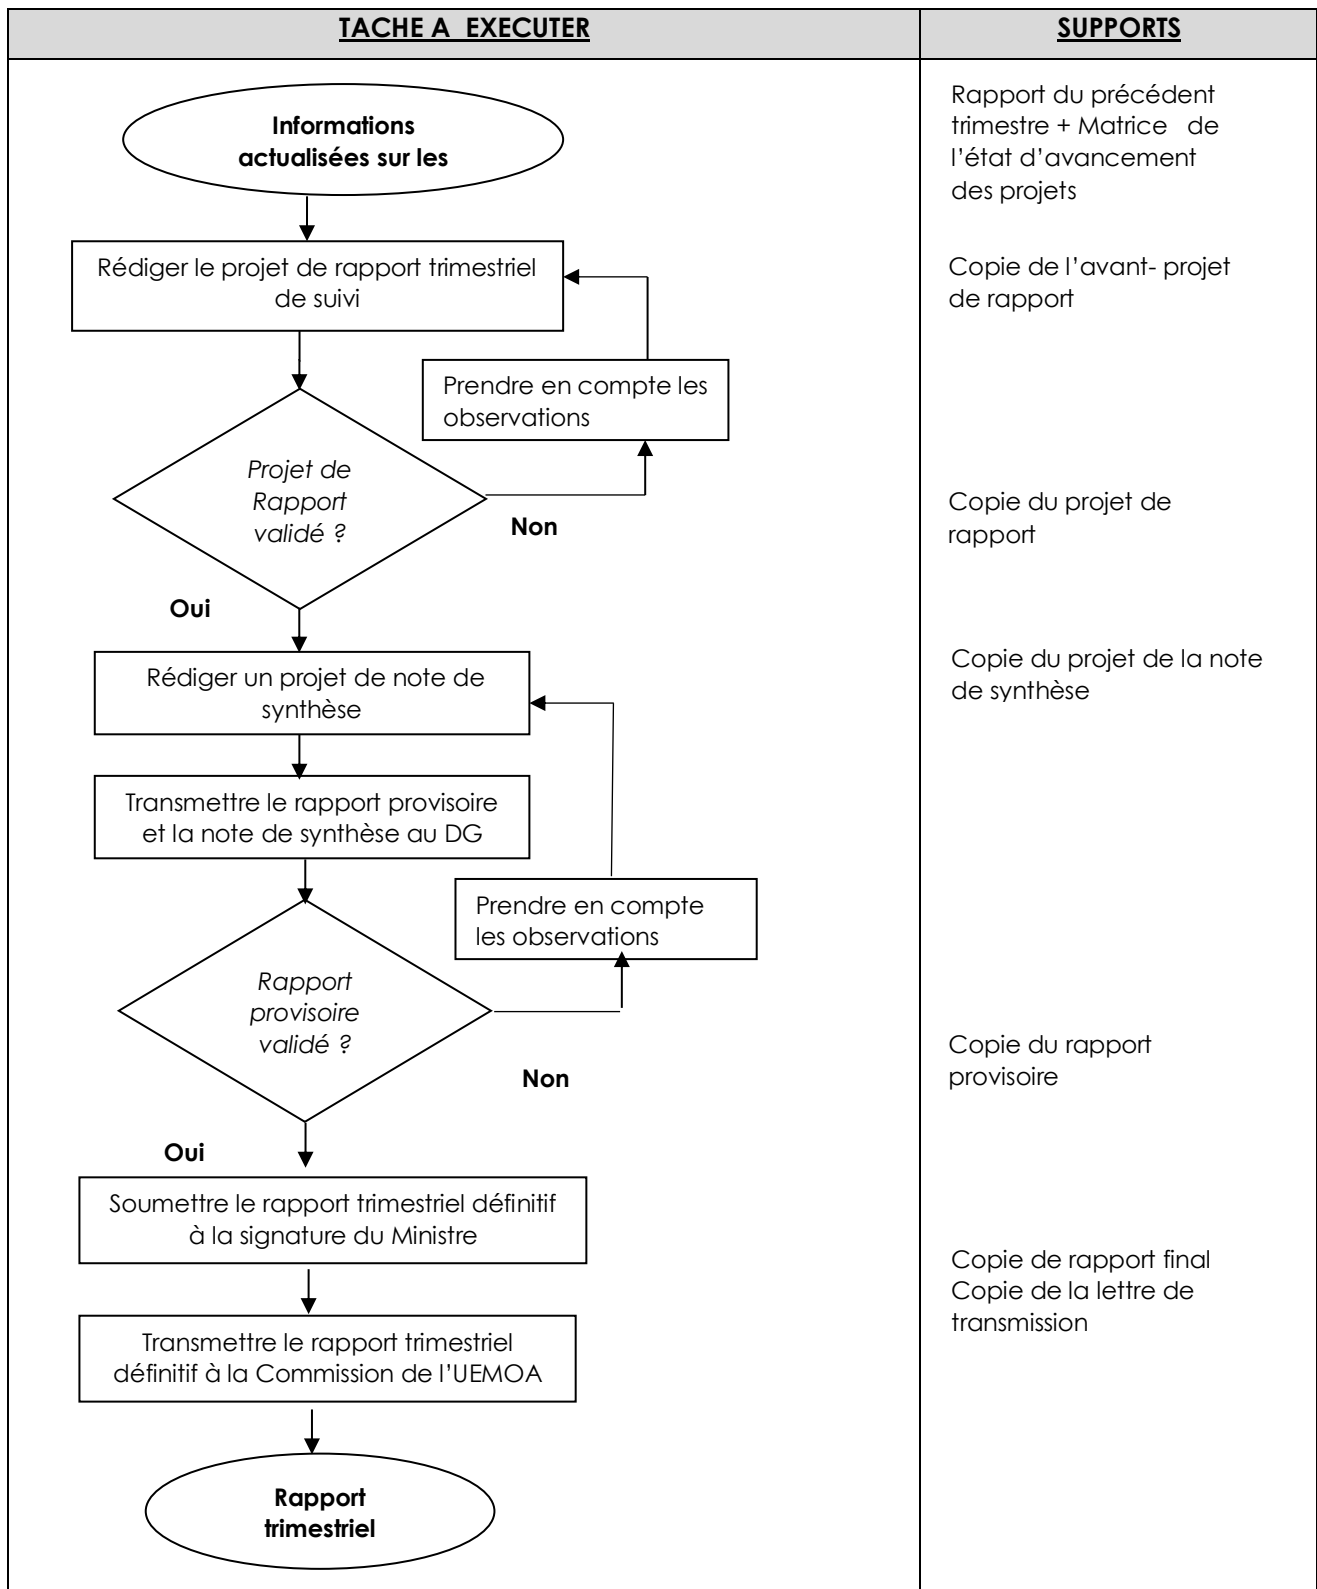 TACHE A EXECUTER
SUPPORTS
Informations
actualisées sur les
Rapport du précédent
trimestre + Matrice de
l’état d’avancement
des projets
Rédiger le projet de rapport trimestriel
de suivi
Copie de l’avant- projet
de rapport
Prendre en compte les
observations
Projet de
Rapport
validé ?
Non
Copie du projet de
rapport
Oui
Rédiger un projet de note de
synthèse
Copie du projet de la note
de synthèse
Transmettre le rapport provisoire
et la note de synthèse au DG
Prendre en compte
les observations
Rapport
provisoire
validé ?
Non
Copie du rapport
provisoire
Oui
Soumettre le rapport trimestriel définitif
à la signature du Ministre
Copie de rapport final
Copie de la lettre de
transmission
Transmettre le rapport trimestriel
définitif à la Commission de l’UEMOA
Rapport
trimestriel